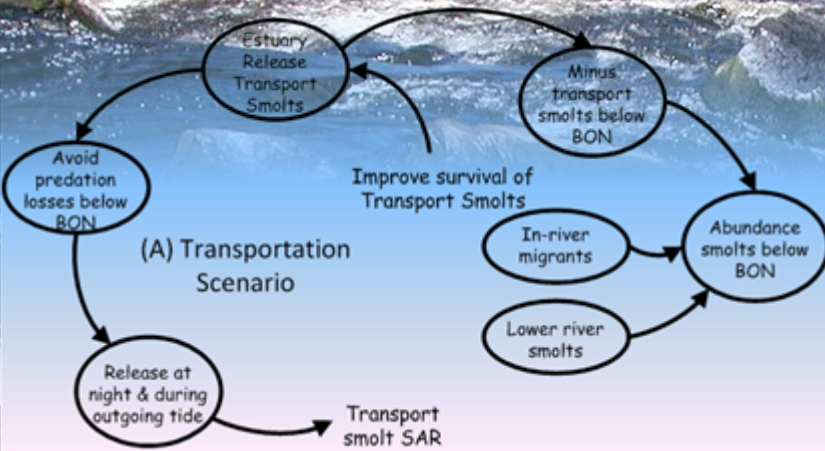 Estuary
Release
Transport
Smolts
Minus
transport
smolts below
BON
Avoid
predation
losses below
BON
Improve survival of
Transport Smolts
(A) Transportation
Scenario
In-river
migrants
Abundance
smolts below
BON
Lower river
smolts
Release at
night & during
outgoing tide
Transport
smolt SAR